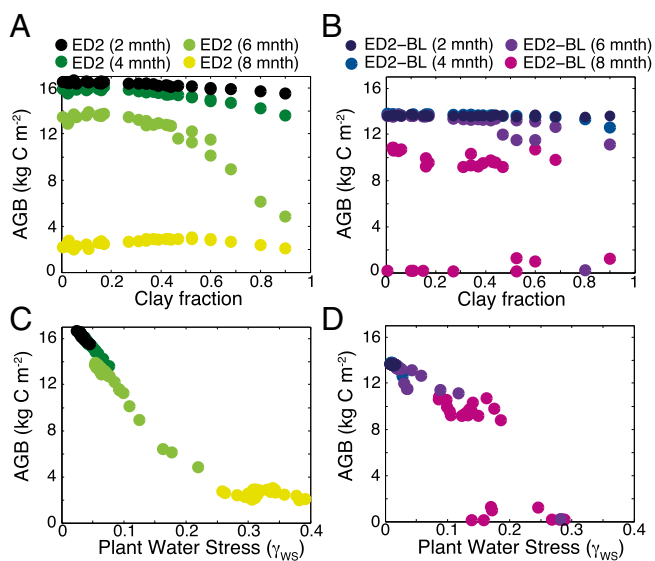 A
ED2 (2 mnth) ED2 (6 mnth)
ED2 (4 mnth) ED2 (8 mnth)
AGB (kg C m-2)
16
12
8
4
0
0 0.2 0.4 0.6 0.8 1
Clay fraction
B
ED2-BL (2 mnth) ED2-BL (6 mnth)
ED2-BL (4 mnth) ED2-BL (8 mnth)
AGB (kg C m-2)
16
12
8
4
0
0 0.2 0.4 0.6 0.8 1
Clay fraction
C
AGB (kg C m-2)
16
12
8
4
0
0 0.1 0.2 0.3 0.4
Plant Water Stress (γWS)
D
AGB (kg C m-2)
16
12
8
4
0
0 0.1 0.2 0.3 0.4
Plant Water Stress (γWS)